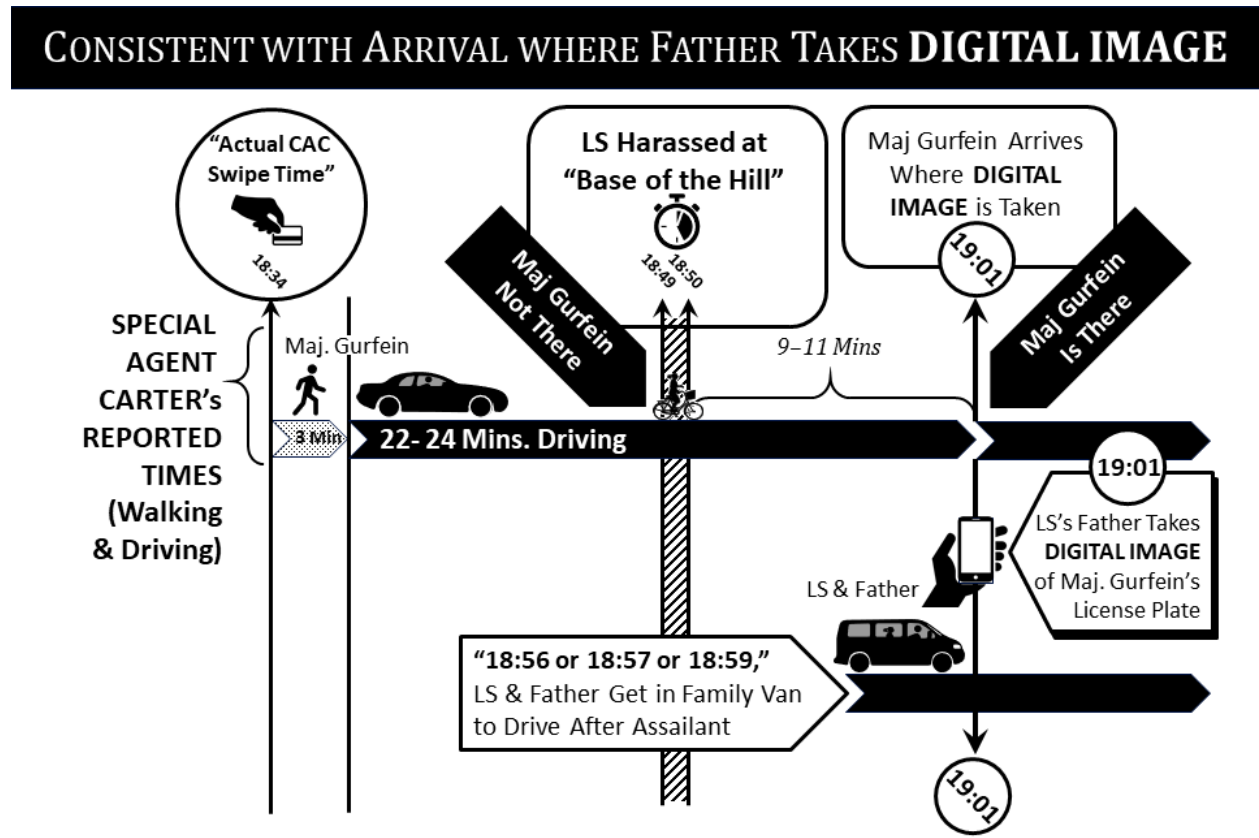 CONSISTENT WITH ARRIVAL WHERE FATHER TAKES DIGITAL IMAGE
“Actual CAC
Swipe Time”
18:34
LS Harassed at
“Base of the Hill”
18:49
18:50
Maj Gurfein Arrives
Where DIGITAL
IMAGE is Taken
19:01
Maj Gurfein
Not There
Maj Gurfein
Is There
SPECIAL
AGENT
CARTER’s
REPORTED
TIMES
(Walking
& Driving)
Maj. Gurfein
9–11 Mins
3 Min
22- 24 Mins. Driving
19:01
LS’s Father Takes
DIGITAL IMAGE
of Maj. Gurfein’s
License Plate
LS & Father
“18:56 or 18:57 or 18:59,”
LS & Father Get in Family Van
to Drive After Assailant
19:01